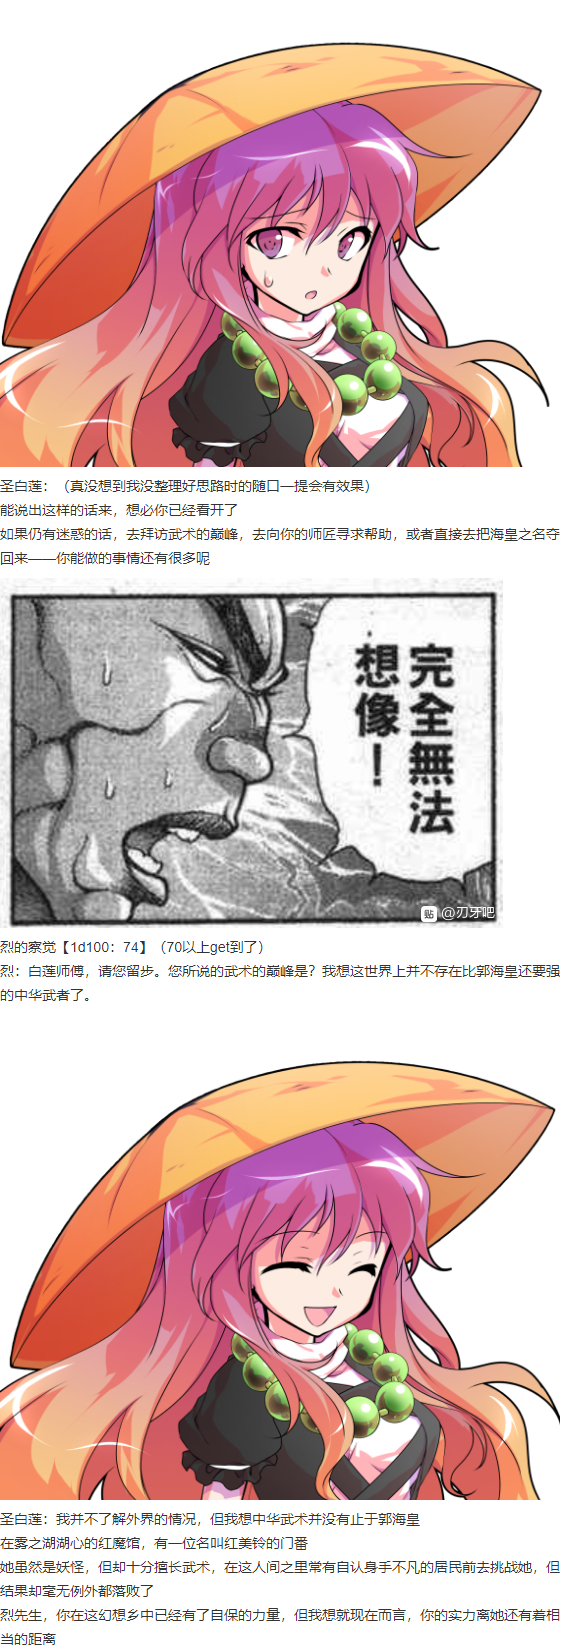 圣白莲：（真没想到我没整理好思路时的随口一提会有效果）
能说出这样的话来，想必你已经看开了
如果仍有迷惑的话，去拜访武术的巅峰，去向你的师匠寻求帮助，或者直接去把海皇之名夺
回来——你能做的事情还有很多呢
完全無法
想像！
贴 @刃牙吧
烈的察觉【1d100：74】（70以上get到了）
烈：白莲师傅，请您留步。您所说的武术的巅峰是？我想这世界上并不存在比郭海皇还要强
的中华武者了。
圣白莲：我并不了解外界的情况，但我想中华武术并没有止于郭海皇
在雾之湖湖心的红魔馆，有一位名叫红美铃的门番
她虽然是妖怪，但却十分擅长武术，在这人间之里常有自认身手不凡的居民前去挑战她，但
结果却毫无例外都落败了
烈先生，你在这幻想乡中已经有了自保的力量，但我想就现在而言，你的实力离她还有着相
当的距离